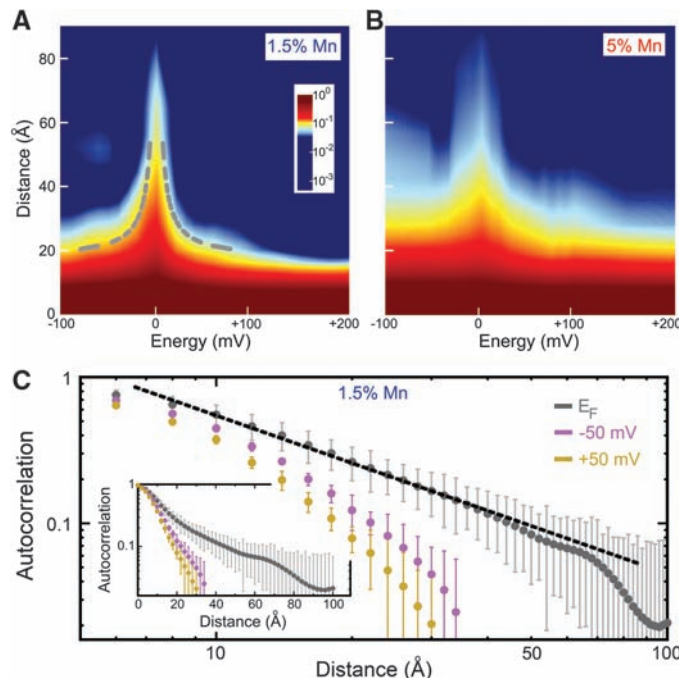 A
1.5% Mn
80
60
40
20
0
Distance (Å)
10⁰
10⁻¹
10⁻²
10⁻³
-100
0
+100
+200
Energy (mV)
B
5% Mn
-100
0
+100
+200
Energy (mV)
C
1.5% Mn
1
0.1
Autocorrelation
E_F
-50 mV
+50 mV
1
0.1
Autocorrelation
0 20 40 60 80 100
Distance (Å)
10
50
100
Distance (Å)